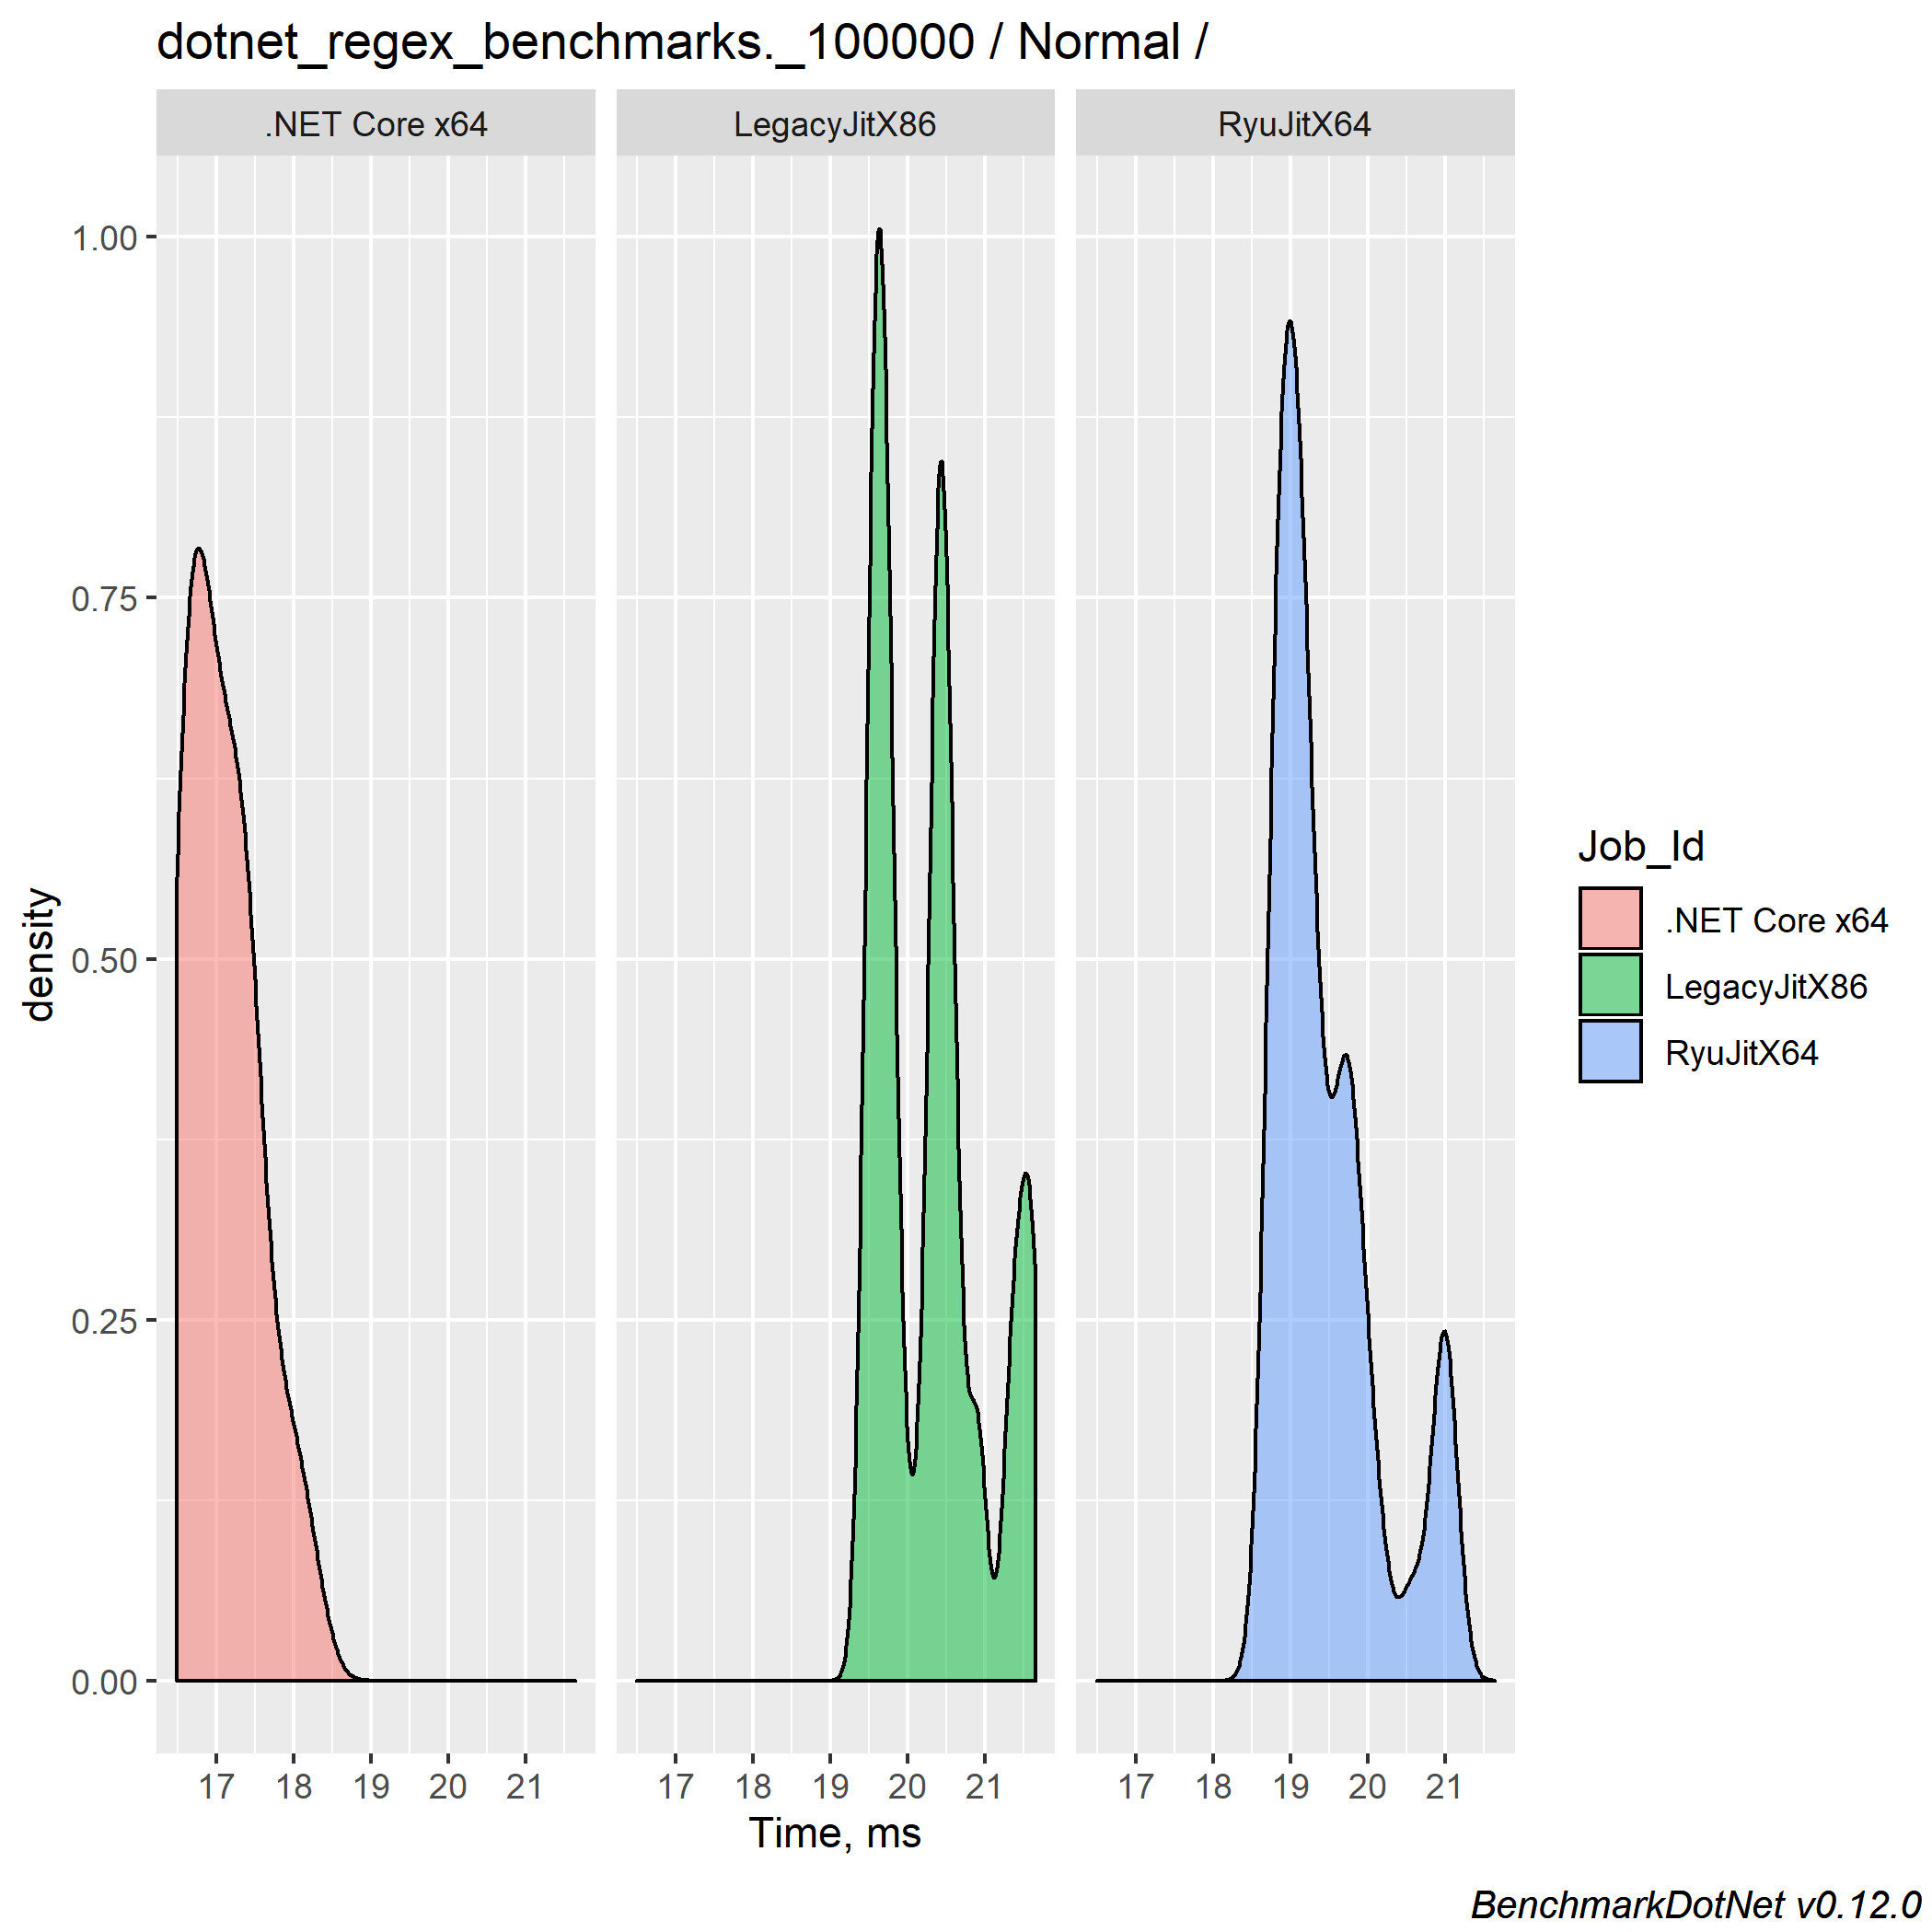 dotnet_regex_benchmarks._100000 / Normal /
.NET Core x64
LegacyJitX86
RyuJitX64
1.00
0.75
0.50
0.25
0.00
density
17 18 19 20 21
17 18 19 20 21
17 18 19 20 21
Time, ms
Job_Id
.NET Core x64
LegacyJitX86
RyuJitX64
BenchmarkDotNet v0.12.0